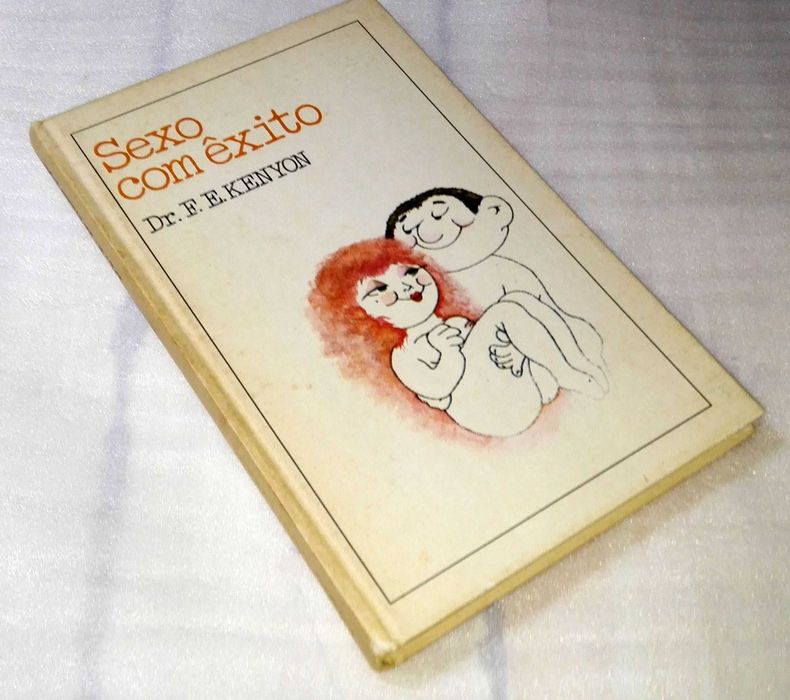 Sexo
com êxito
Dr. F. E. KENYON